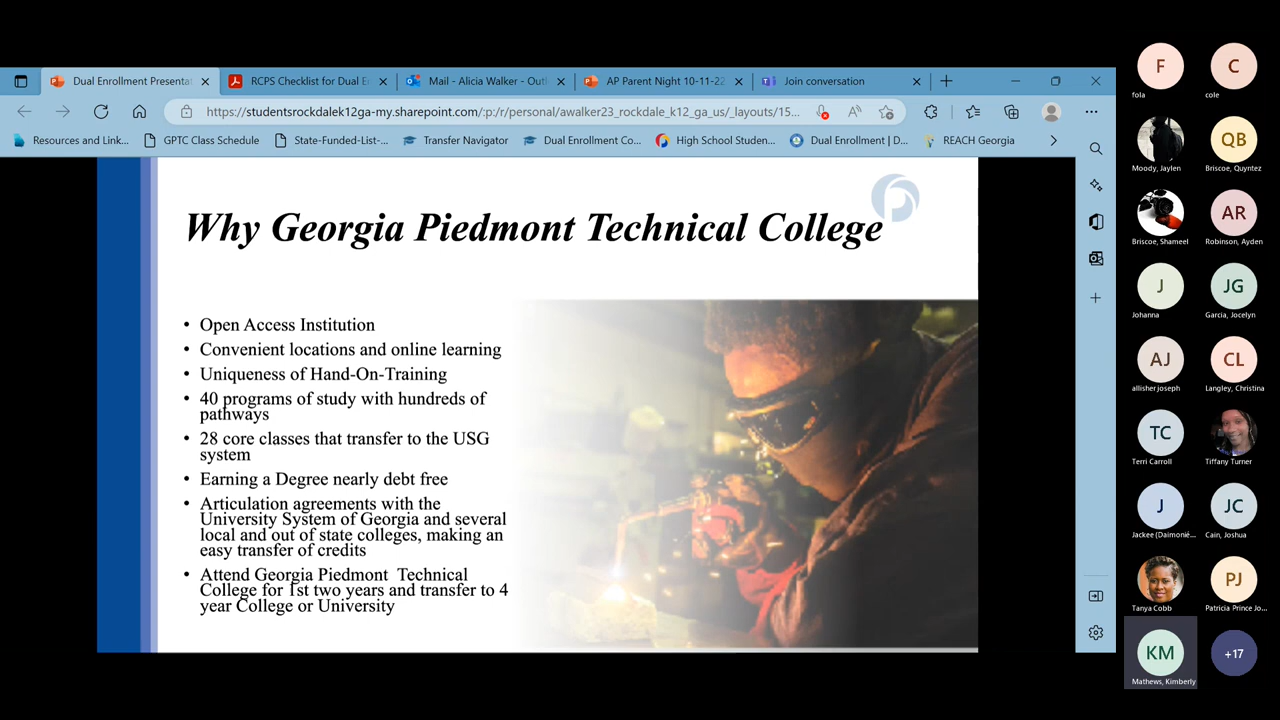 Dual Enrollment Presenta
RCPS Checklist for Dual E
Mail - Alicia Walker - Out
AP Parent Night 10-11-22
Join conversation
https://studentsrockdalek12ga-my.sharepoint.com/:p:/r/personal/awalker23_rockdale_k12_ga_us/_layouts/15...
Resources and Link...
GPTC Class Schedule
State-Funded-List-...
Transfer Navigator
Dual Enrollment Co...
High School Studen...
Dual Enrollment | D...
REACH Georgia
Why Georgia Piedmont Technical College
• Open Access Institution
• Convenient locations and online learning
• Uniqueness of Hand-On-Training
• 40 programs of study with hundreds of
pathways
• 28 core classes that transfer to the USG
system
• Earning a Degree nearly debt free
• Articulation agreements with the
University System of Georgia and several
local and out of state colleges, making an
easy transfer of credits
• Attend Georgia Piedmont Technical
College for 1st two years and transfer to 4
year College or University
F
fola
C
cole
Moody, Jaylen
QB
Briscoe, Quyntez
Briscoe, Shameel
AR
Robinson, Ayden
J
Johanna
JG
Garcia, Jocelyn
AJ
allisher joseph
CL
Langley, Christina
TC
Terri Carroll
Tiffany Turner
J
Jackee (Daimonié...
JC
Cain, Joshua
Tanya Cobb
PJ
Patricia Prince Jo...
KM
Mathews, Kimberly
+17